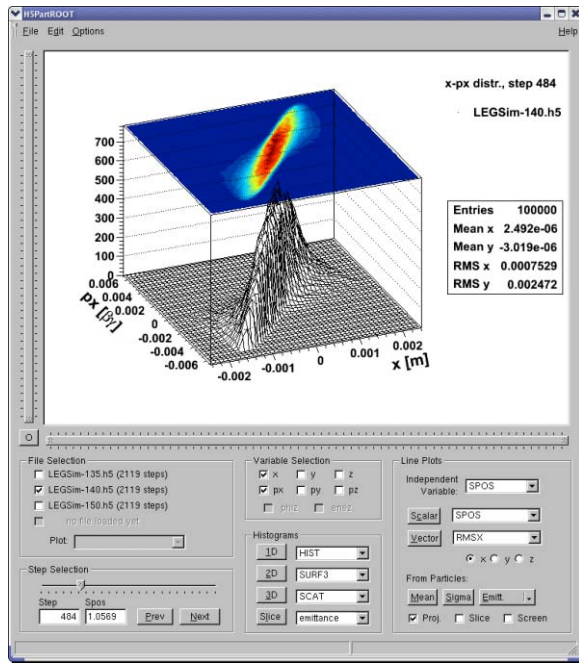 H5PartROOT
File Edit Options Help
x-px distr., step 484
LEGSim-140.h5
700
600
500
400
300
200
100
0
Entries 100000
Mean x 2.492e-06
Mean y -3.019e-06
RMS x 0.0007529
RMS y 0.002472
0.006
0.004
0.002
0
-0.002
-0.004
-0.006
px [βγ]
-0.002 -0.001 0 0.001 0.002
x [m]
O
File Selection
LEGSim-135.h5 (2119 steps)
LEGSim-140.h5 (2119 steps)
LEGSim-150.h5 (2119 steps)
no file loaded yet
Plot:
Step Selection
Step Spos
484 1.0569 Prev Next
Variable Selection
x y z
px py pz
phiz enez
Histograms
1D HIST
2D SURF3
3D SCAT
Slice emittance
Line Plots
Independent
Variable: SPOS
Scalar SPOS
Vector RMSX
x y z
From Particles:
Mean Sigma Emitt.
Proj. Slice Screen